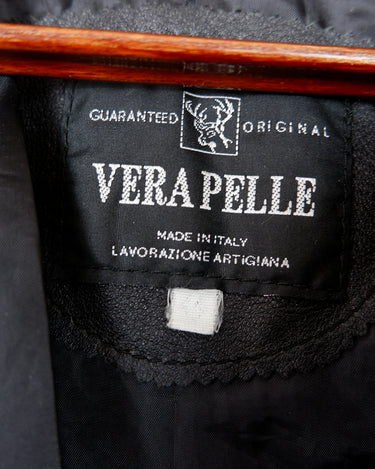 GUARANTEED ORIGINAL
VERA PELLE
MADE IN ITALY
LAVORAZIONE ARTIGIANA